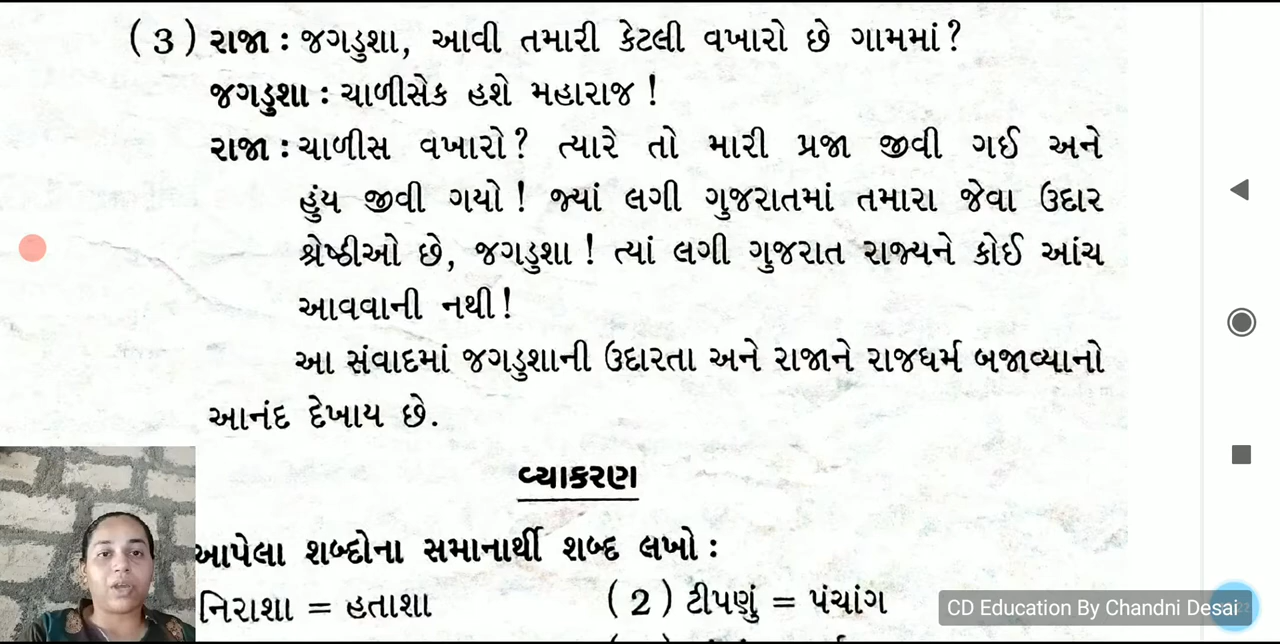 ( 3 ) રાજા : જગડુશા, આવી તમારી કેટલી વખારો છે ગામમાં?
જગડુશા : ચાળીસેક હશે મહારાજ !
રાજા : ચાળીસ વખારો? ત્યારે તો મારી પ્રજા જીવી ગઈ અને
હુંય જીવી ગયો ! જ્યાં લગી ગુજરાતમાં તમારા જેવા ઉદાર
શ્રેષ્ઠીઓ છે, જગડુશા ! ત્યાં લગી ગુજરાત રાજ્યને કોઈ આંચ
આવવાની નથી !
આ સંવાદમાં જગડુશાની ઉદારતા અને રાજાને રાજધર્મ બજાવ્યાનો
આનંદ દેખાય છે.
વ્યાકરણ
આપેલા શબ્દોના સમાનાર્થી શબ્દ લખો :
નિરાશા = હતાશા ( 2 ) ટીપણું = પંચાંગ
CD Education By Chandni Desai